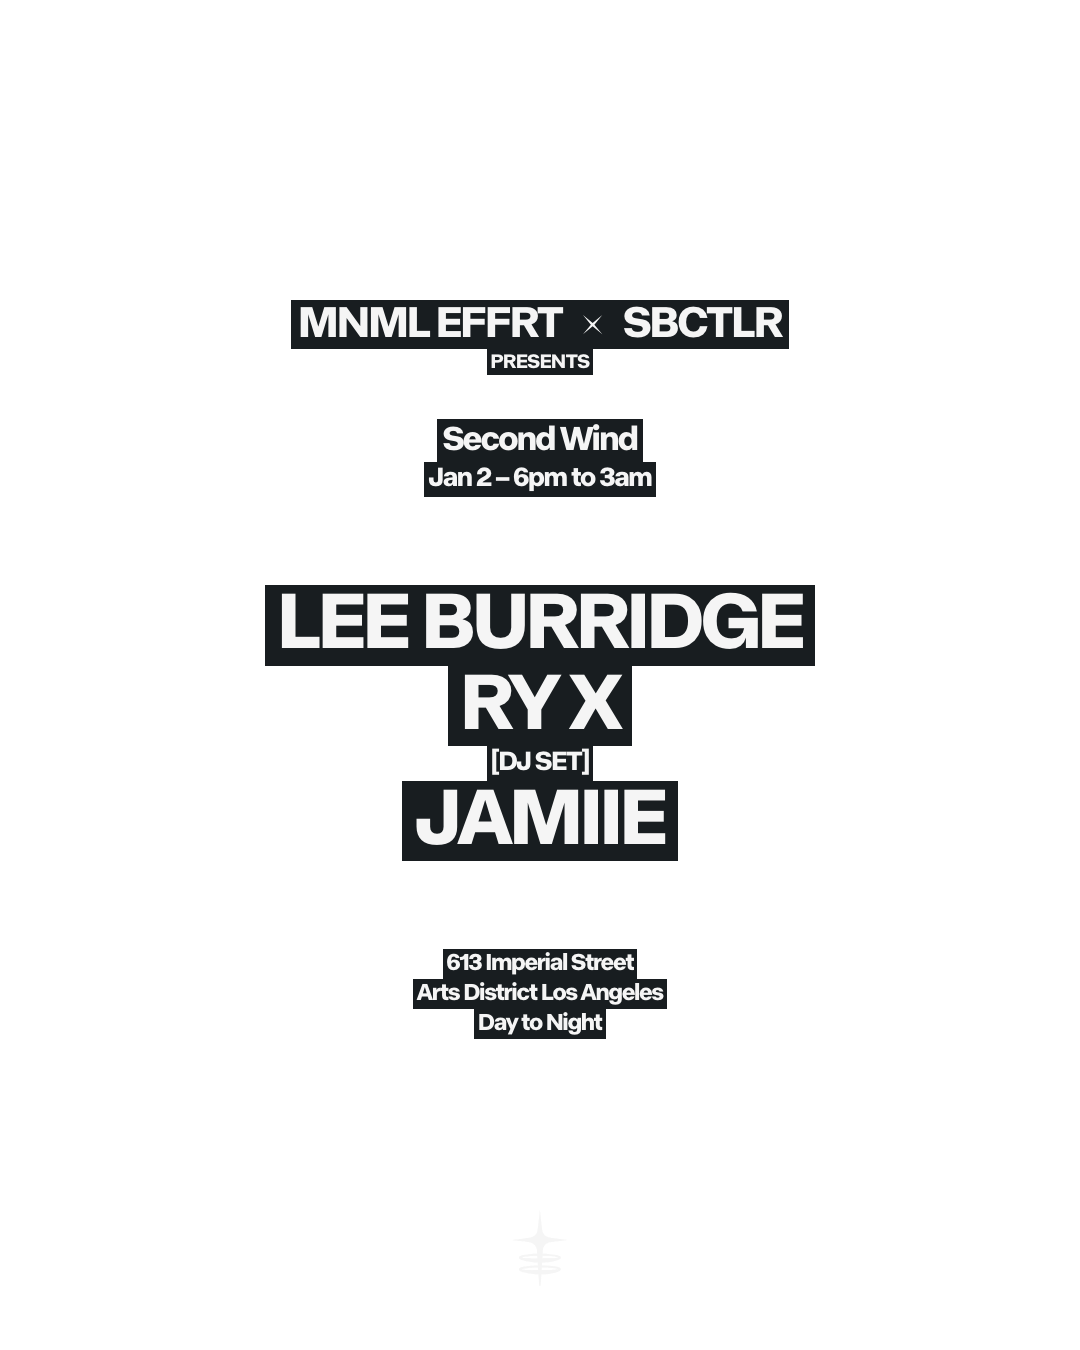 MNML EFFRT × SBCTLR
PRESENTS
Second Wind
Jan 2 – 6pm to 3am
LEE BURRIDGE
RY X
[DJ SET]
JAMIIE
613 Imperial Street
Arts District Los Angeles
Day to Night